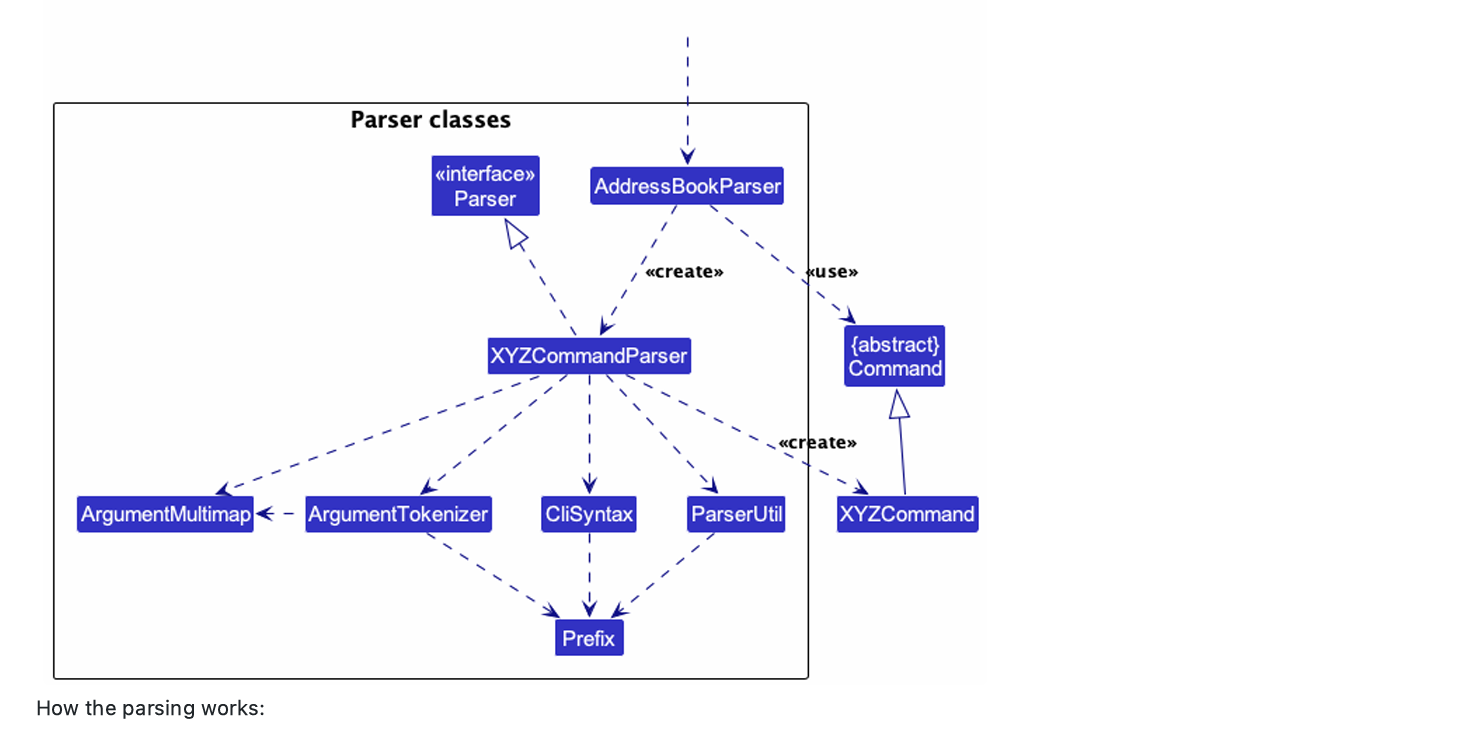 Parser classes
«interface»
Parser
AddressBookParser
«create»
«use»
XYZCommandParser
{abstract}
Command
«create»
ArgumentMultimap
ArgumentTokenizer
CliSyntax
ParserUtil
XYZCommand
Prefix
How the parsing works: